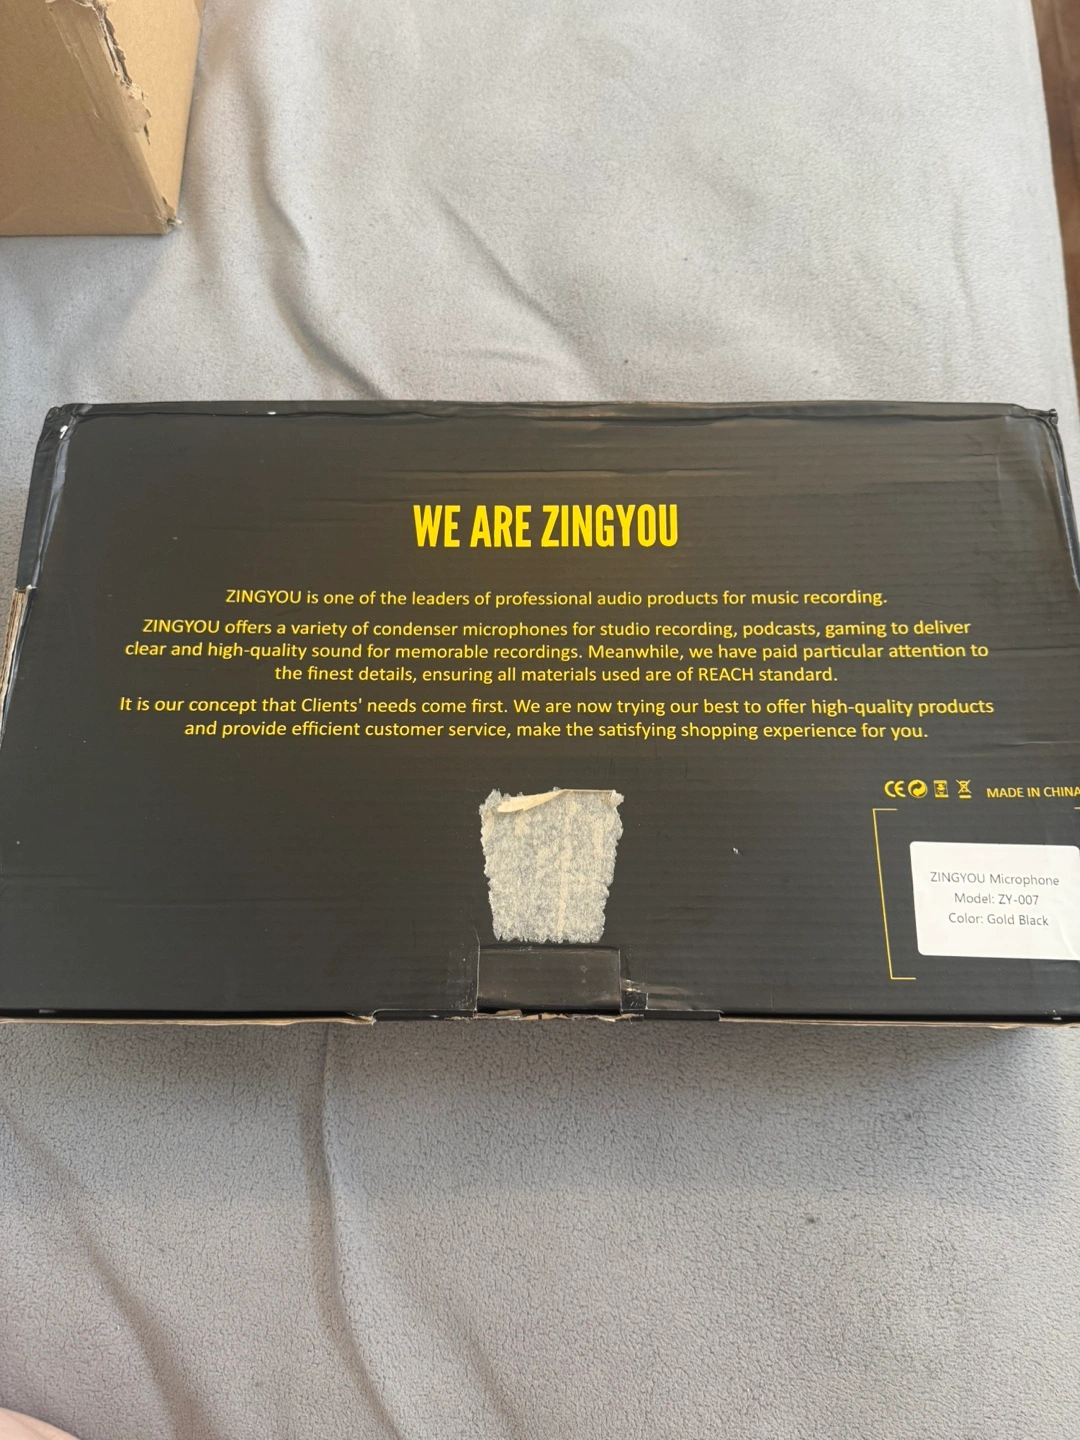 WE ARE ZINGYOU
ZINGYOU is one of the leaders of professional audio products for music recording.
ZINGYOU offers a variety of condenser microphones for studio recording, podcasts, gaming to deliver
clear and high-quality sound for memorable recordings. Meanwhile, we have paid particular attention to
the finest details, ensuring all materials used are of REACH standard.
It is our concept that Clients' needs come first. We are now trying our best to offer high-quality products
and provide efficient customer service, make the satisfying shopping experience for you.
CE MADE IN CHINA
ZINGYOU Microphone
Model: ZY-007
Color: Gold Black